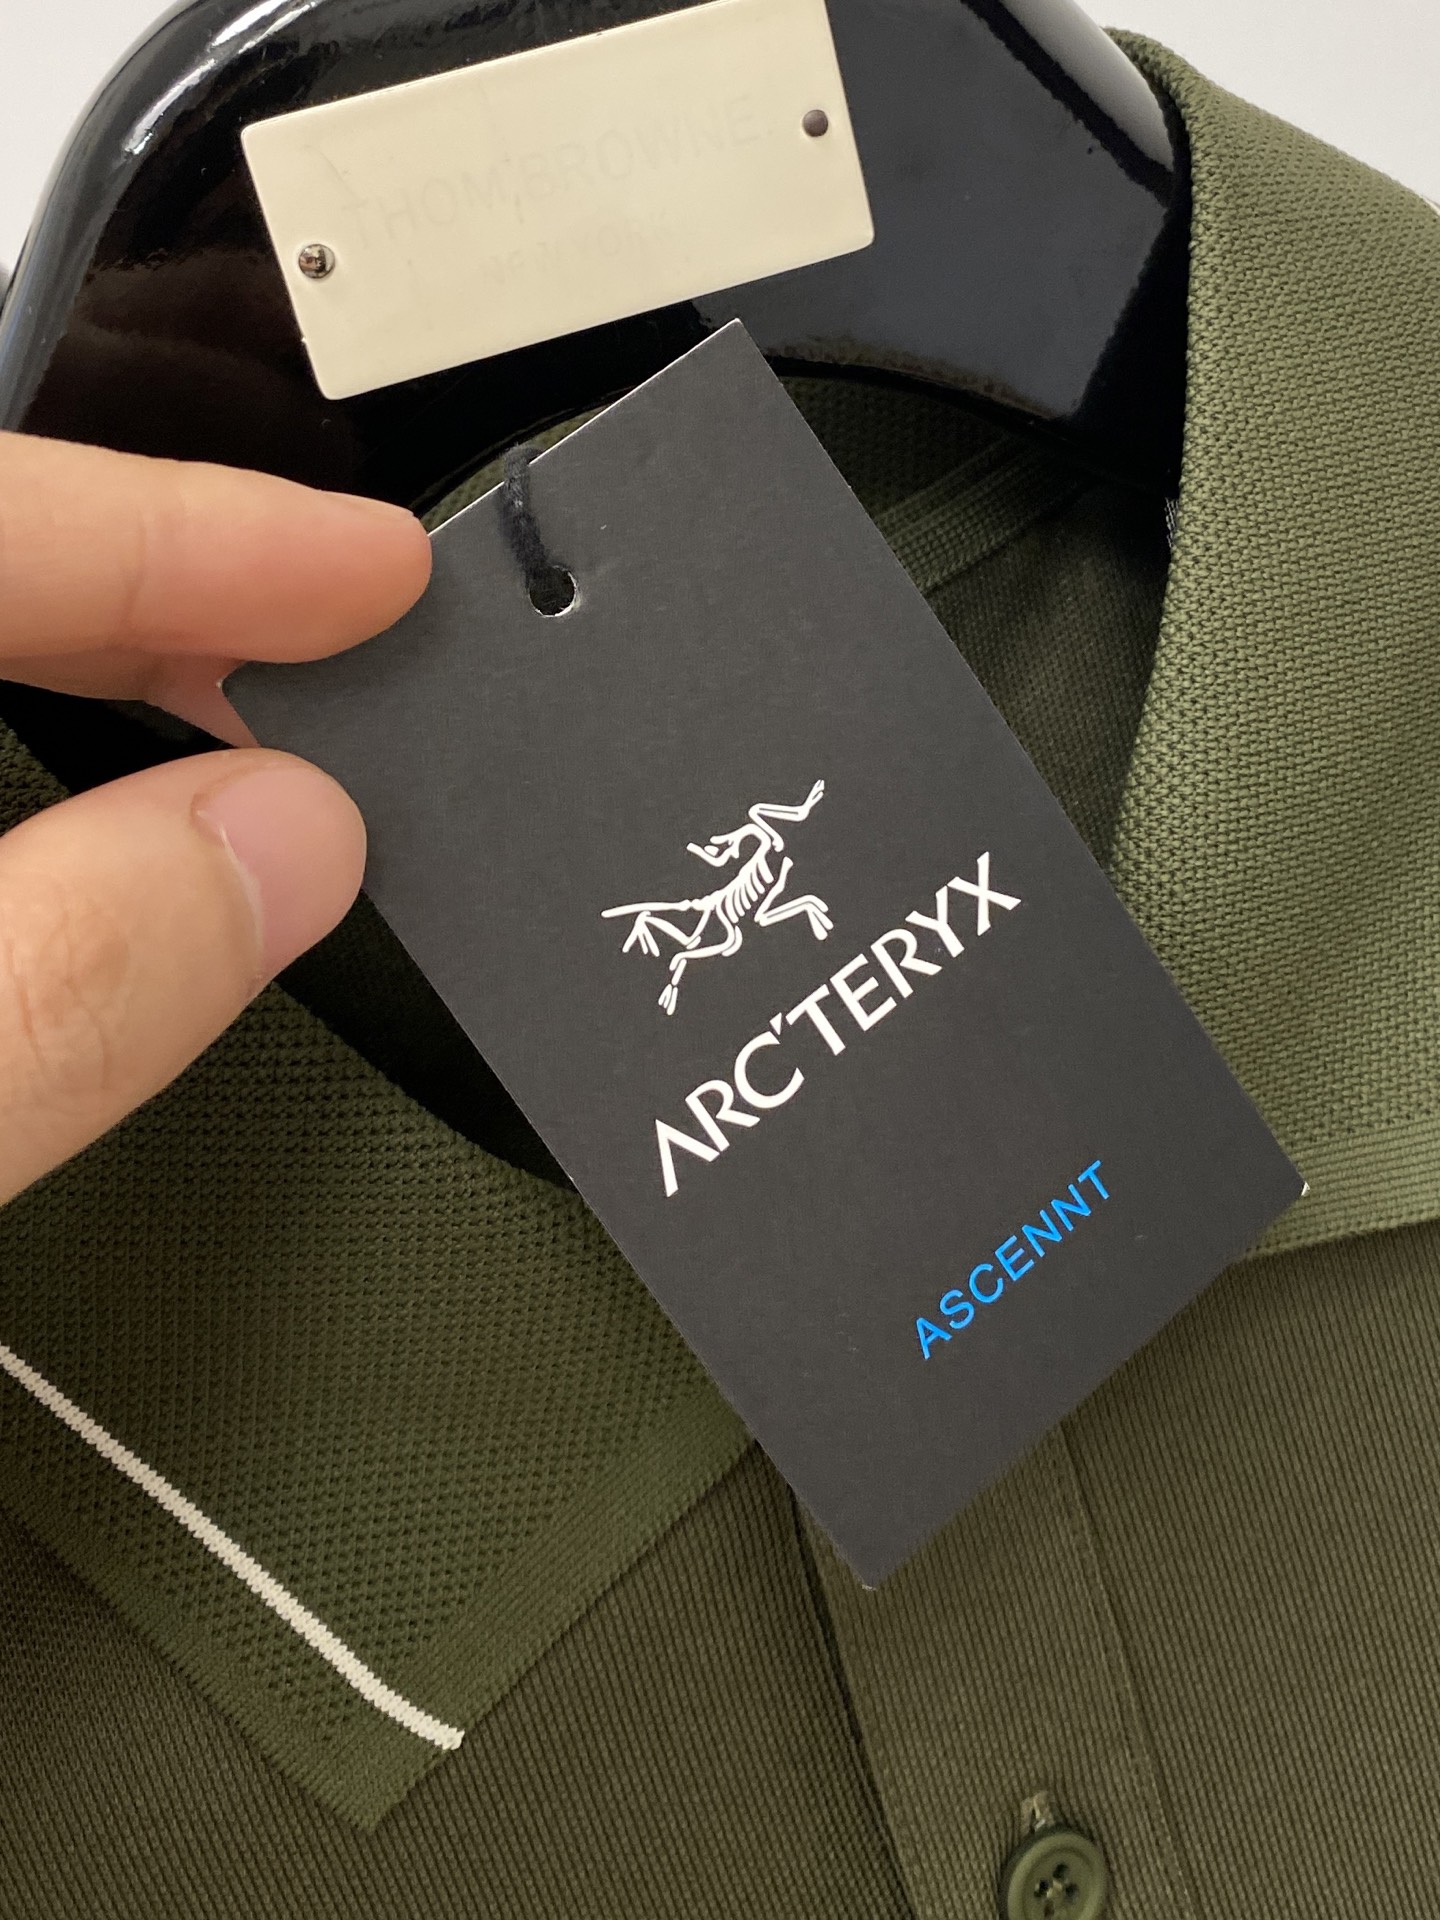 THOM BROWNE.
NEW YORK
ARC'TERYX
ASCENNT